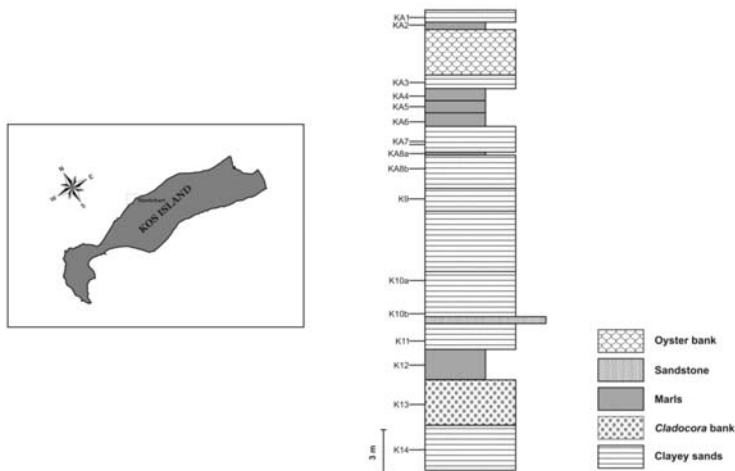 KA1
KA2
KA3
KA4
KA5
KA6
KA7
KA8a
KA8b
K9
K10a
K10b
K11
K12
K13
K14
3 m
N
E
S
W
KOS ISLAND
Oyster bank
Sandstone
Marls
Cladocora bank
Clayey sands